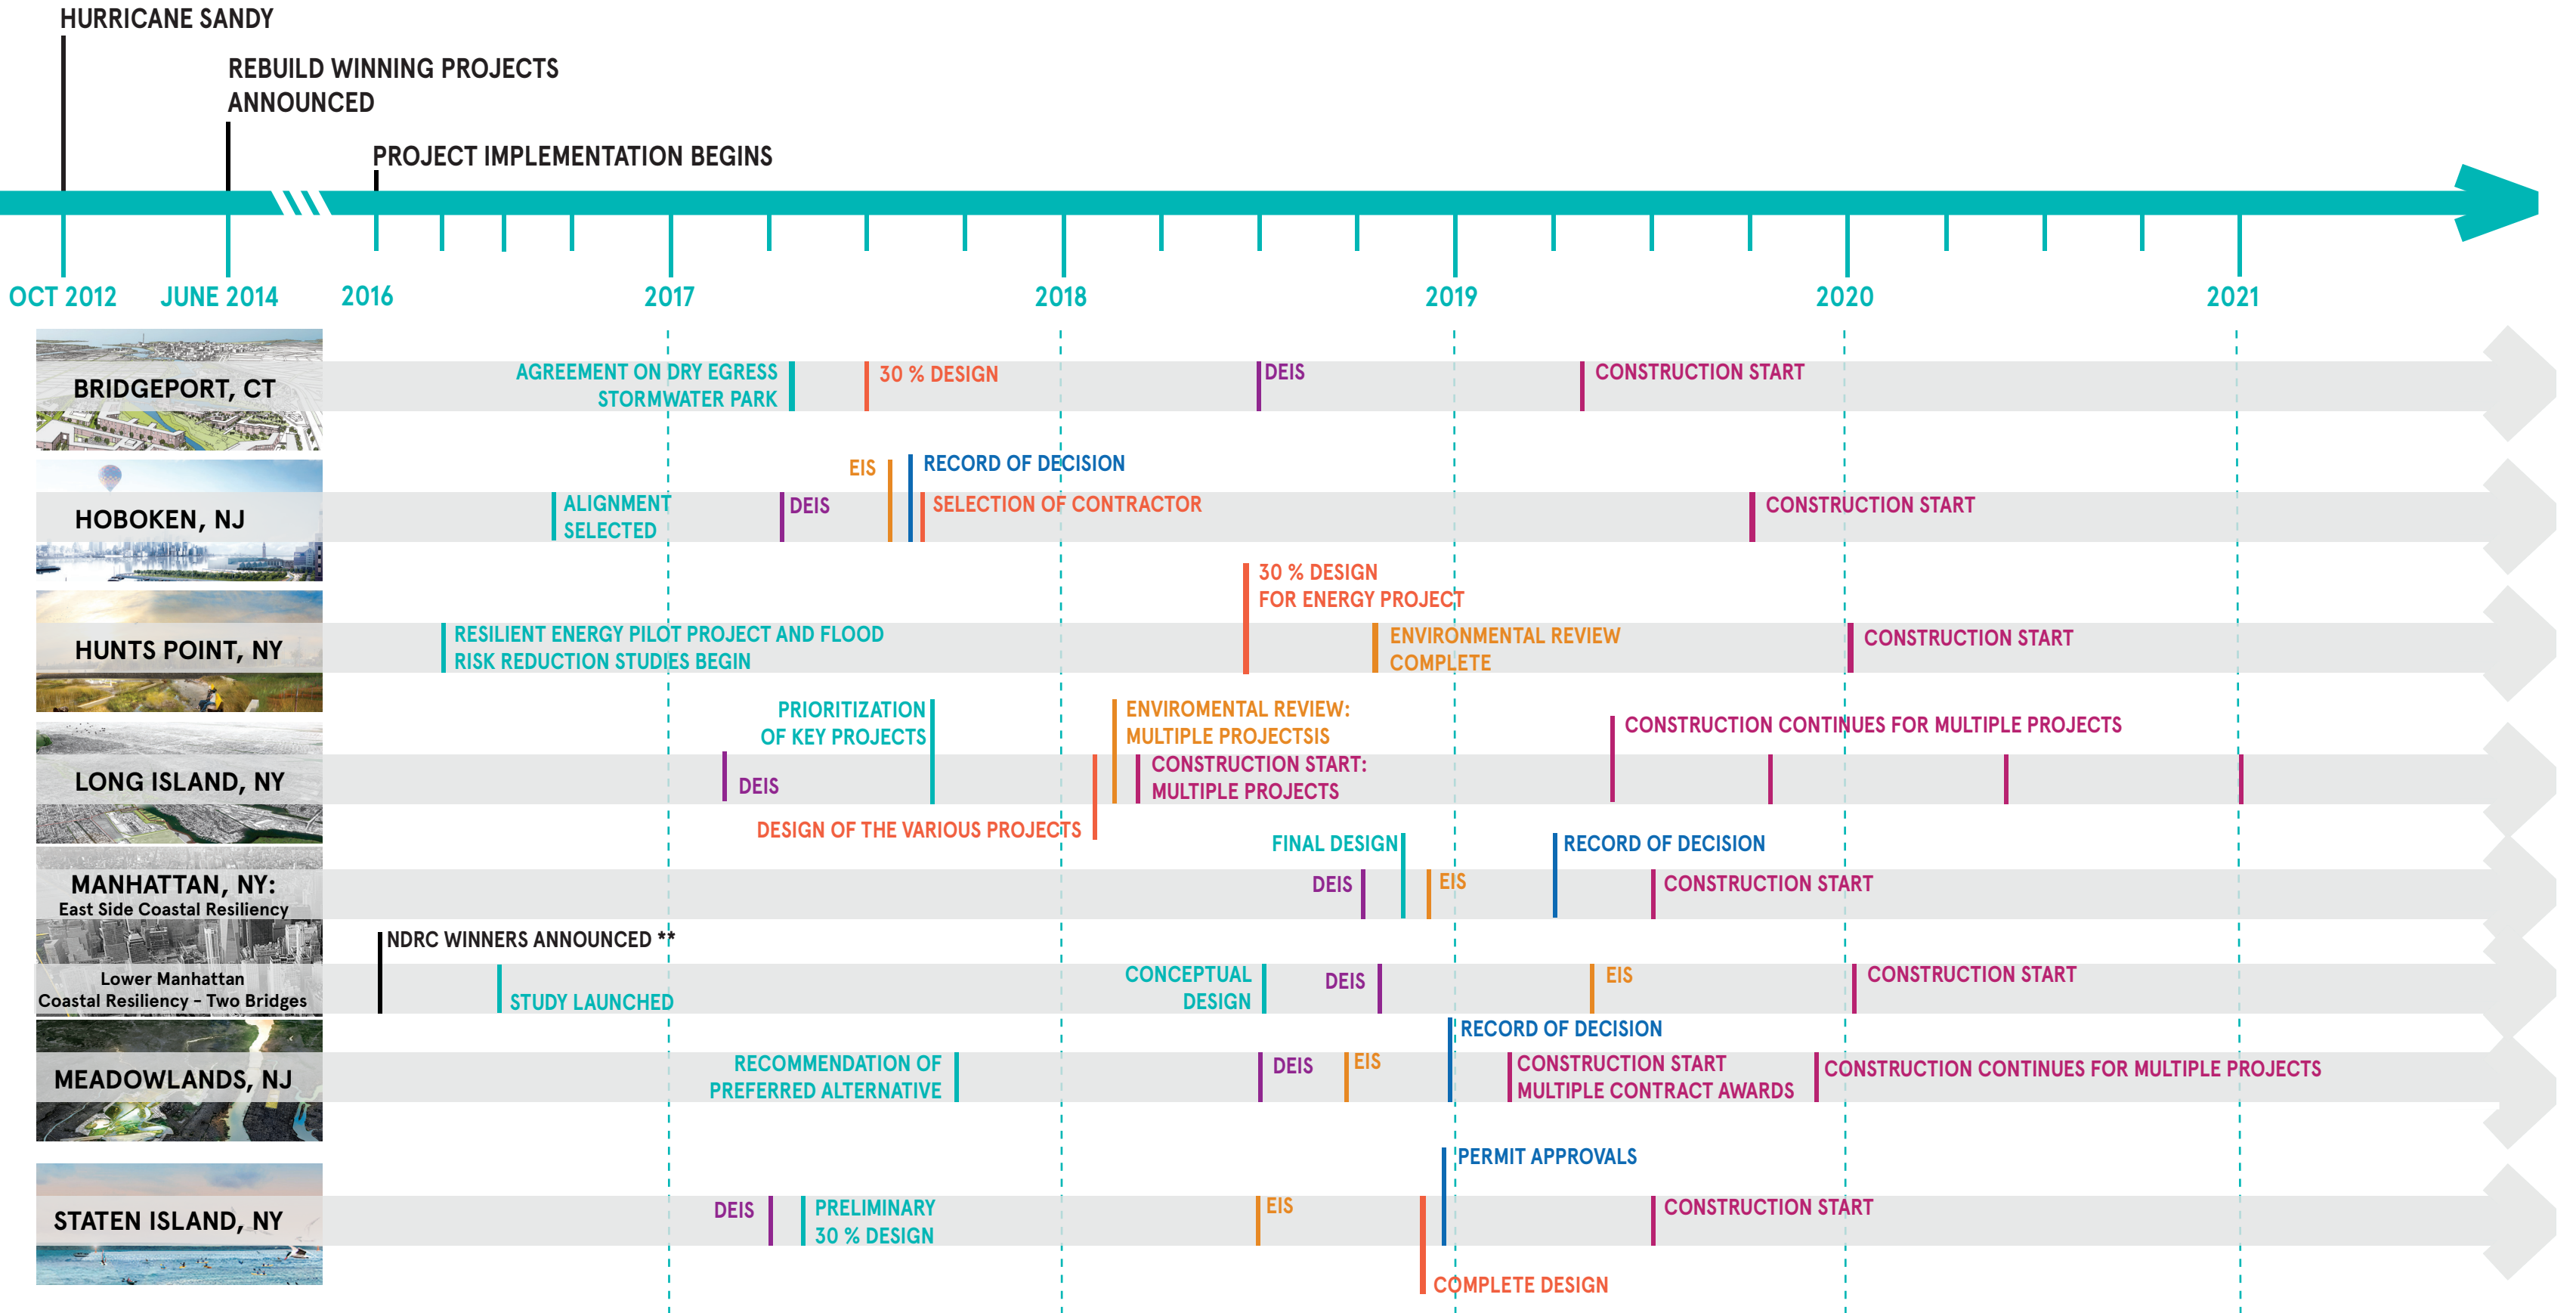 HURRICANE SANDY
REBUILD WINNING PROJECTS
ANNOUNCED
PROJECT IMPLEMENTATION BEGINS
OCT 2012
JUNE 2014
2016
2017
2018
2019
2020
2021
BRIDGEPORT, CT
AGREEMENT ON DRY EGRESS
STORMWATER PARK
30 % DESIGN
DEIS
CONSTRUCTION START
HOBOKEN, NJ
ALIGNMENT
SELECTED
DEIS
EIS
RECORD OF DECISION
SELECTION OF CONTRACTOR
CONSTRUCTION START
HUNTS POINT, NY
RESILIENT ENERGY PILOT PROJECT AND FLOOD
RISK REDUCTION STUDIES BEGIN
30 % DESIGN
FOR ENERGY PROJECT
ENVIRONMENTAL REVIEW
COMPLETE
CONSTRUCTION START
LONG ISLAND, NY
DEIS
PRIORITIZATION
OF KEY PROJECTS
DESIGN OF THE VARIOUS PROJECTS
ENVIROMENTAL REVIEW:
MULTIPLE PROJECTSIS
CONSTRUCTION START:
MULTIPLE PROJECTS
CONSTRUCTION CONTINUES FOR MULTIPLE PROJECTS
MANHATTAN, NY:
East Side Coastal Resiliency
DEIS
FINAL DESIGN
EIS
RECORD OF DECISION
CONSTRUCTION START
Lower Manhattan
Coastal Resiliency - Two Bridges
NDRC WINNERS ANNOUNCED **
STUDY LAUNCHED
CONCEPTUAL
DESIGN
DEIS
EIS
CONSTRUCTION START
MEADOWLANDS, NJ
RECOMMENDATION OF
PREFERRED ALTERNATIVE
DEIS
EIS
RECORD OF DECISION
CONSTRUCTION START
MULTIPLE CONTRACT AWARDS
CONSTRUCTION CONTINUES FOR MULTIPLE PROJECTS
STATEN ISLAND, NY
DEIS
PRELIMINARY
30 % DESIGN
EIS
COMPLETE DESIGN
PERMIT APPROVALS
CONSTRUCTION START